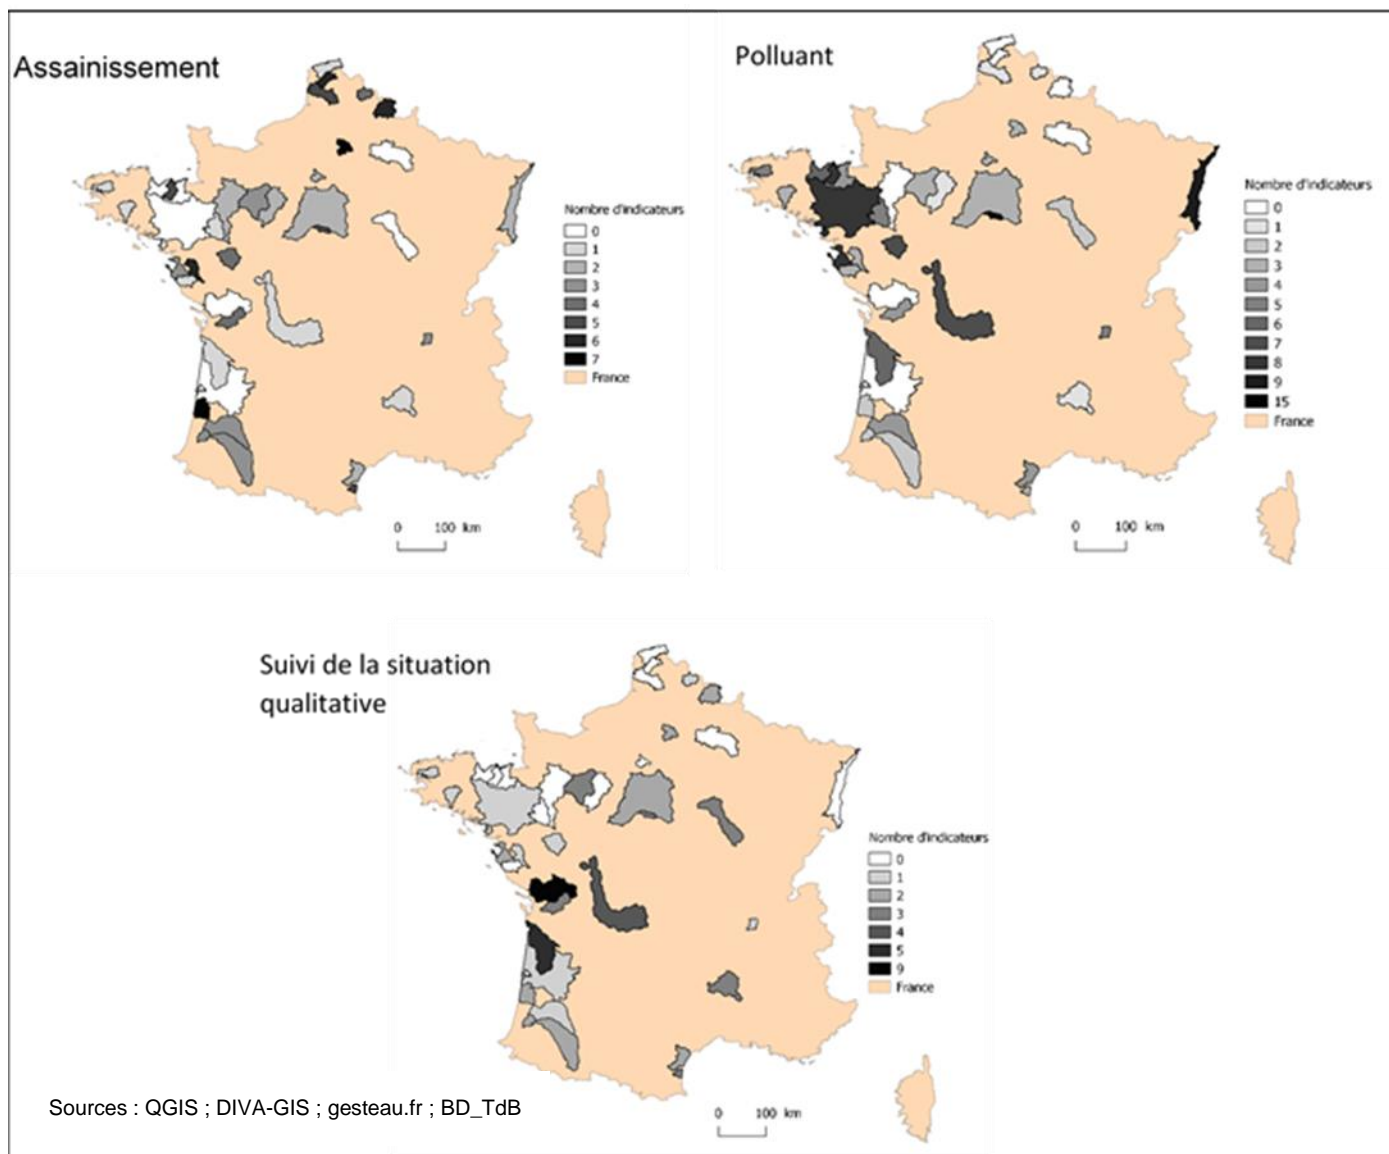 Assainissement
Nombre d'indicateurs
0
1
2
3
4
5
6
7
France
0 100 km
Polluant
Nombre d'indicateurs
0
1
2
3
4
5
6
7
8
9
15
France
0 100 km
Suivi de la situation
qualitative
Nombre d'indicateurs
0
1
2
3
4
5
9
France
0 100 km
Sources : QGIS ; DIVA-GIS ; gesteau.fr ; BD_TdB